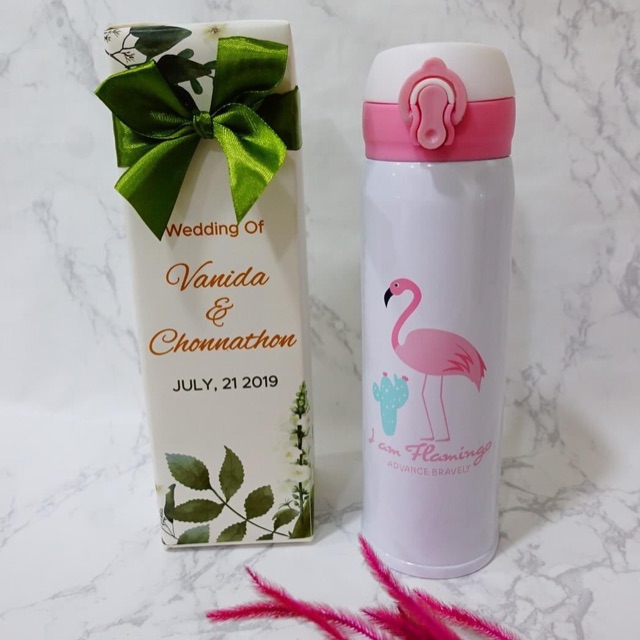 Wedding Of
Vanida
&
Chonnathon
JULY, 21 2019
I am Flamingo
ADVANCE BRAVELY